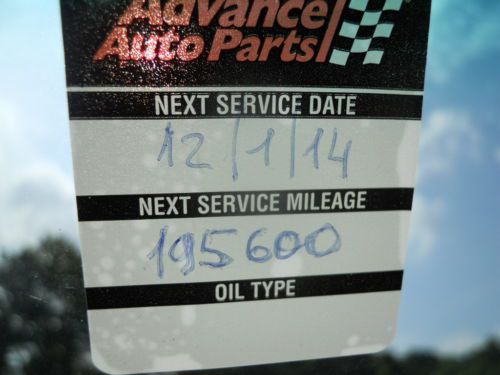 Advance
Auto Parts
NEXT SERVICE DATE
12/1/14
NEXT SERVICE MILEAGE
195600
OIL TYPE